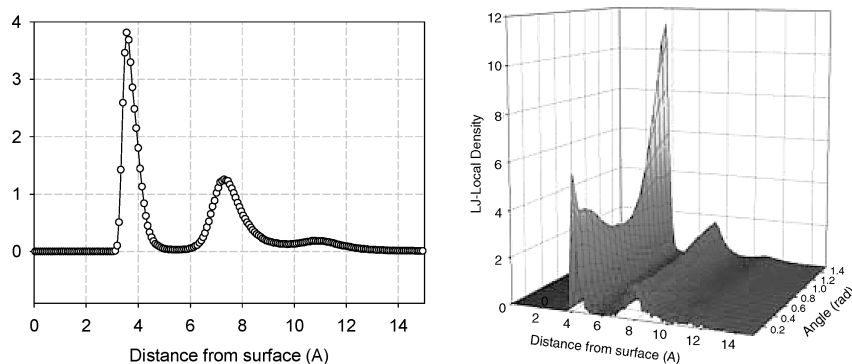 4
3
2
1
0
0 2 4 6 8 10 12 14
Distance from surface (A)
12
10
8
6
4
2
0
LJ-Local Density
0
2 4 6 8 10 12 14
Distance from surface (A)
0.2 0.4 0.6 0.8 1.0 1.2 1.4
Angle (rad)